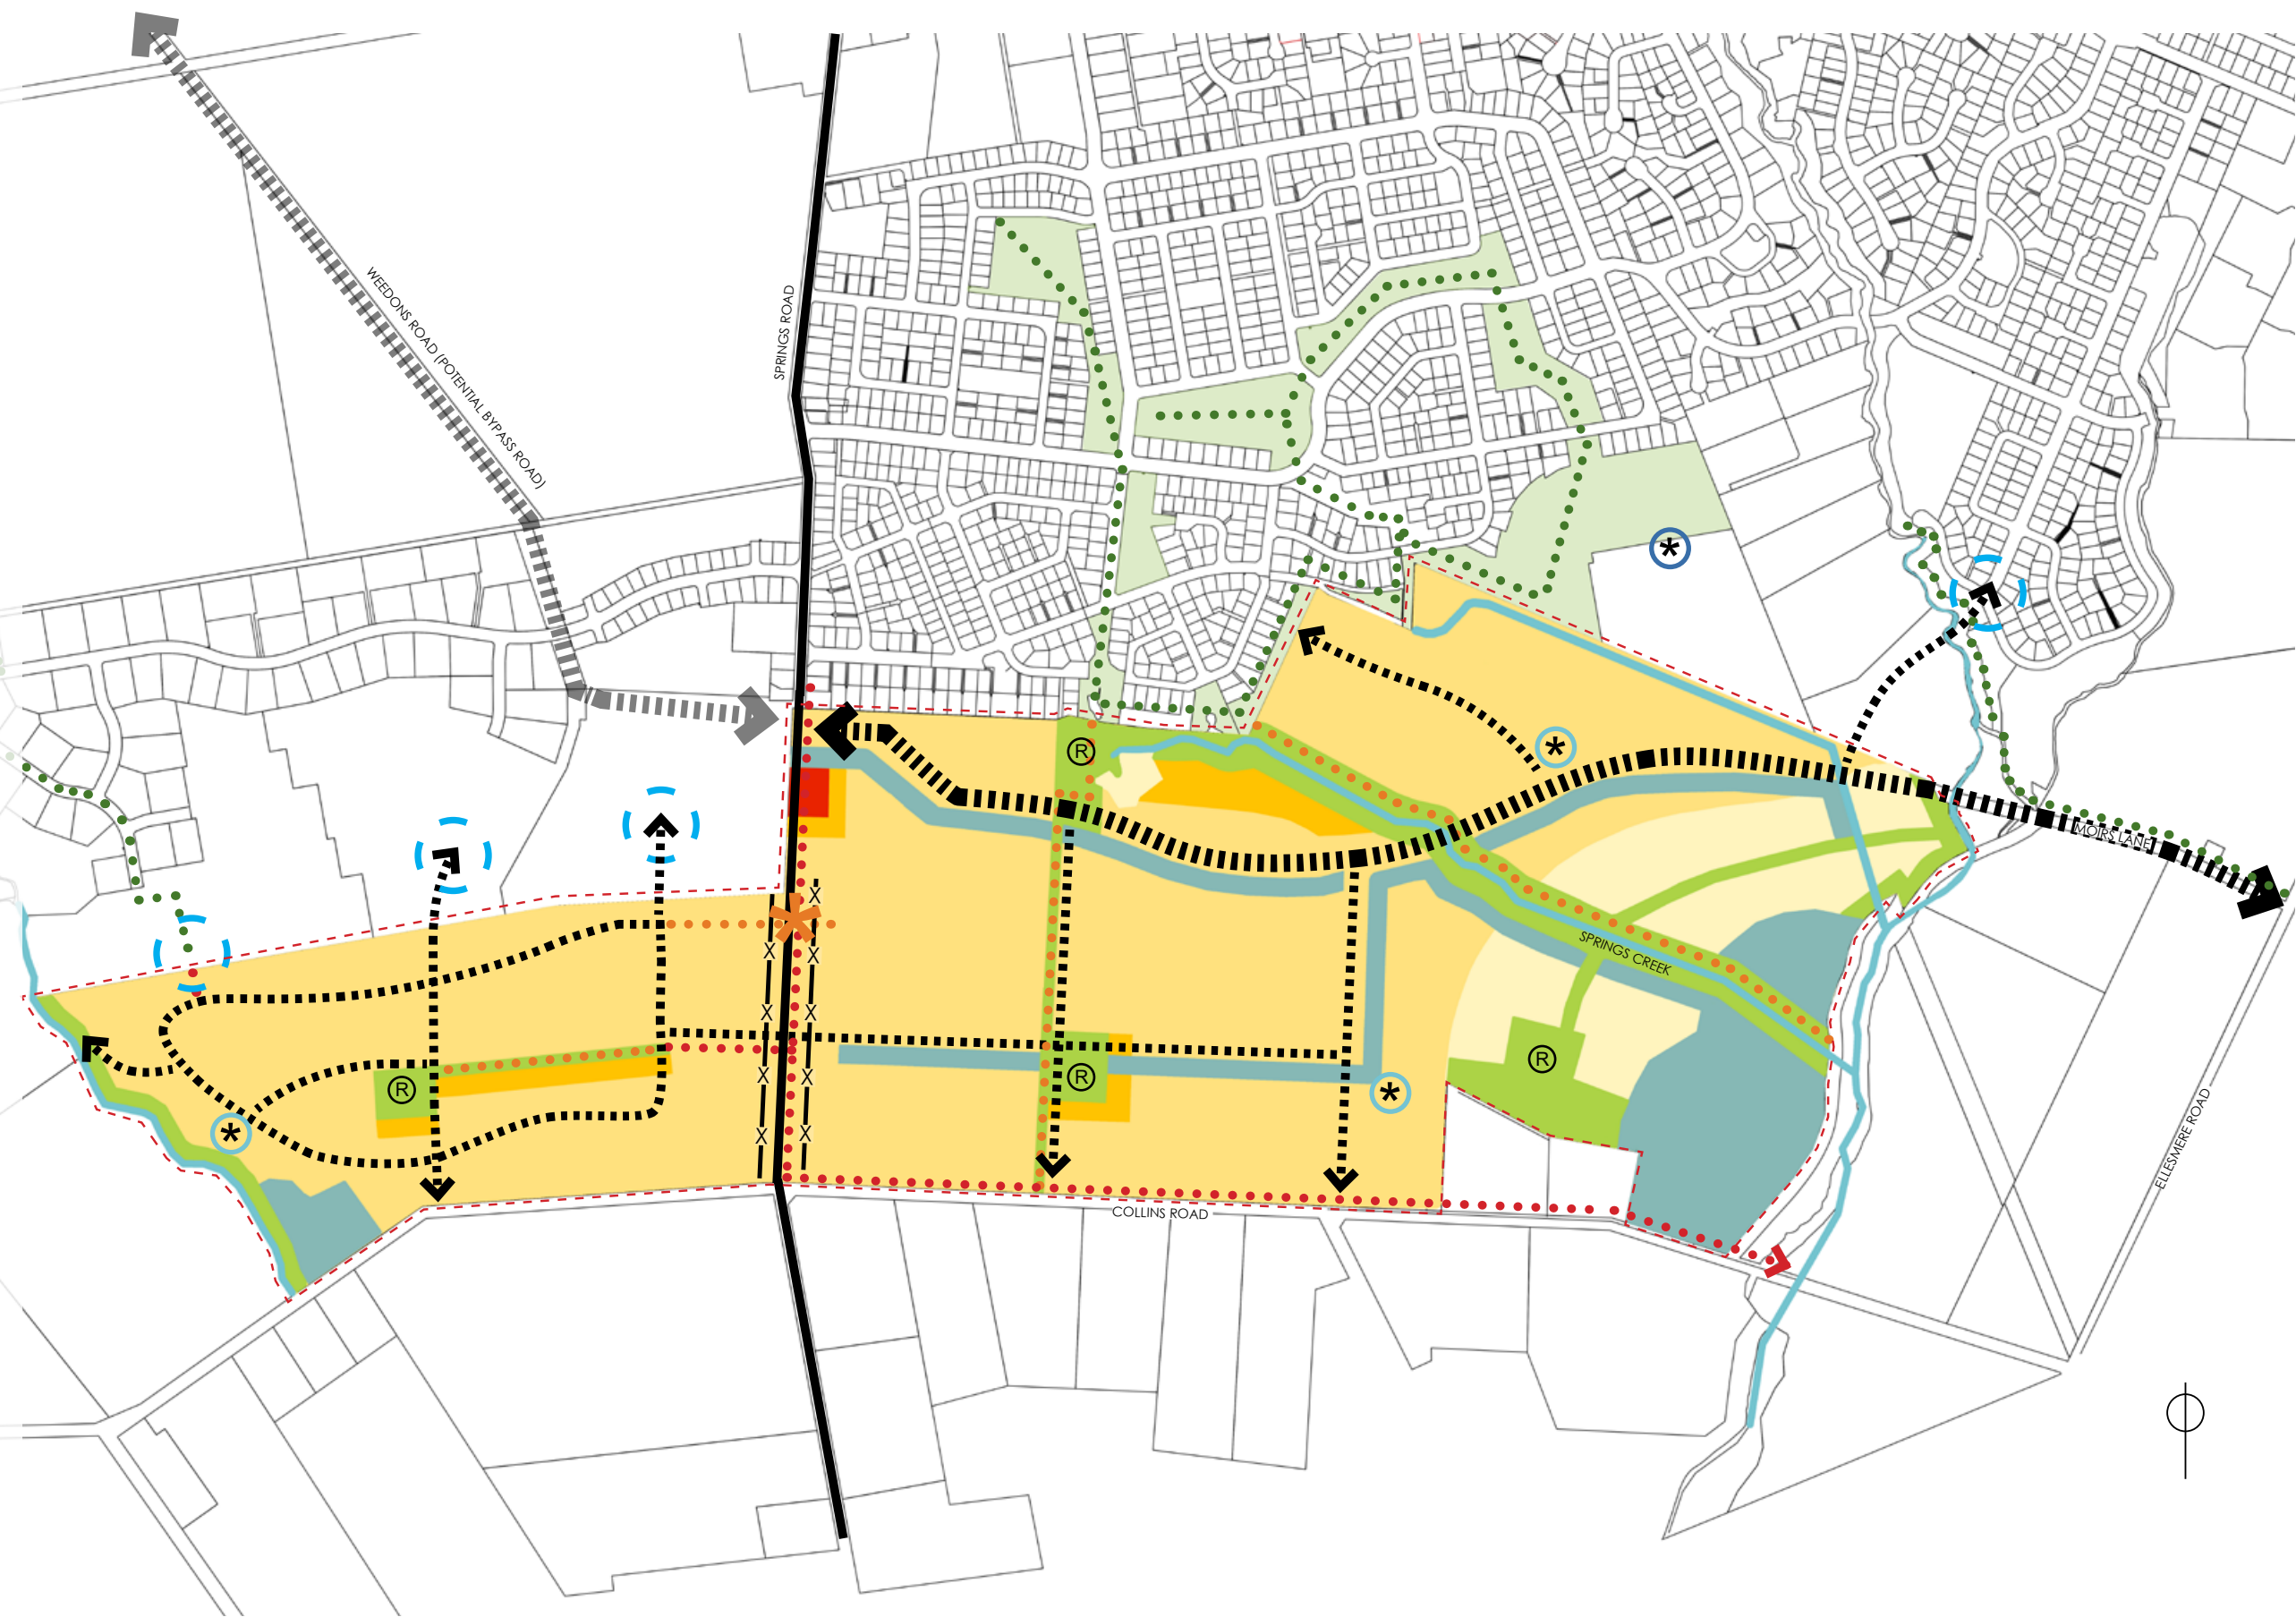 WEEDONS ROAD (POTENTIAL BYPASS ROAD)
SPRINGS ROAD
R
*
*
MOIRS LANE
X
X X
SPRINGS CREEK
X X
R
R
R
*
X X
*
X X
ELLESMERE ROAD
COLLINS ROAD